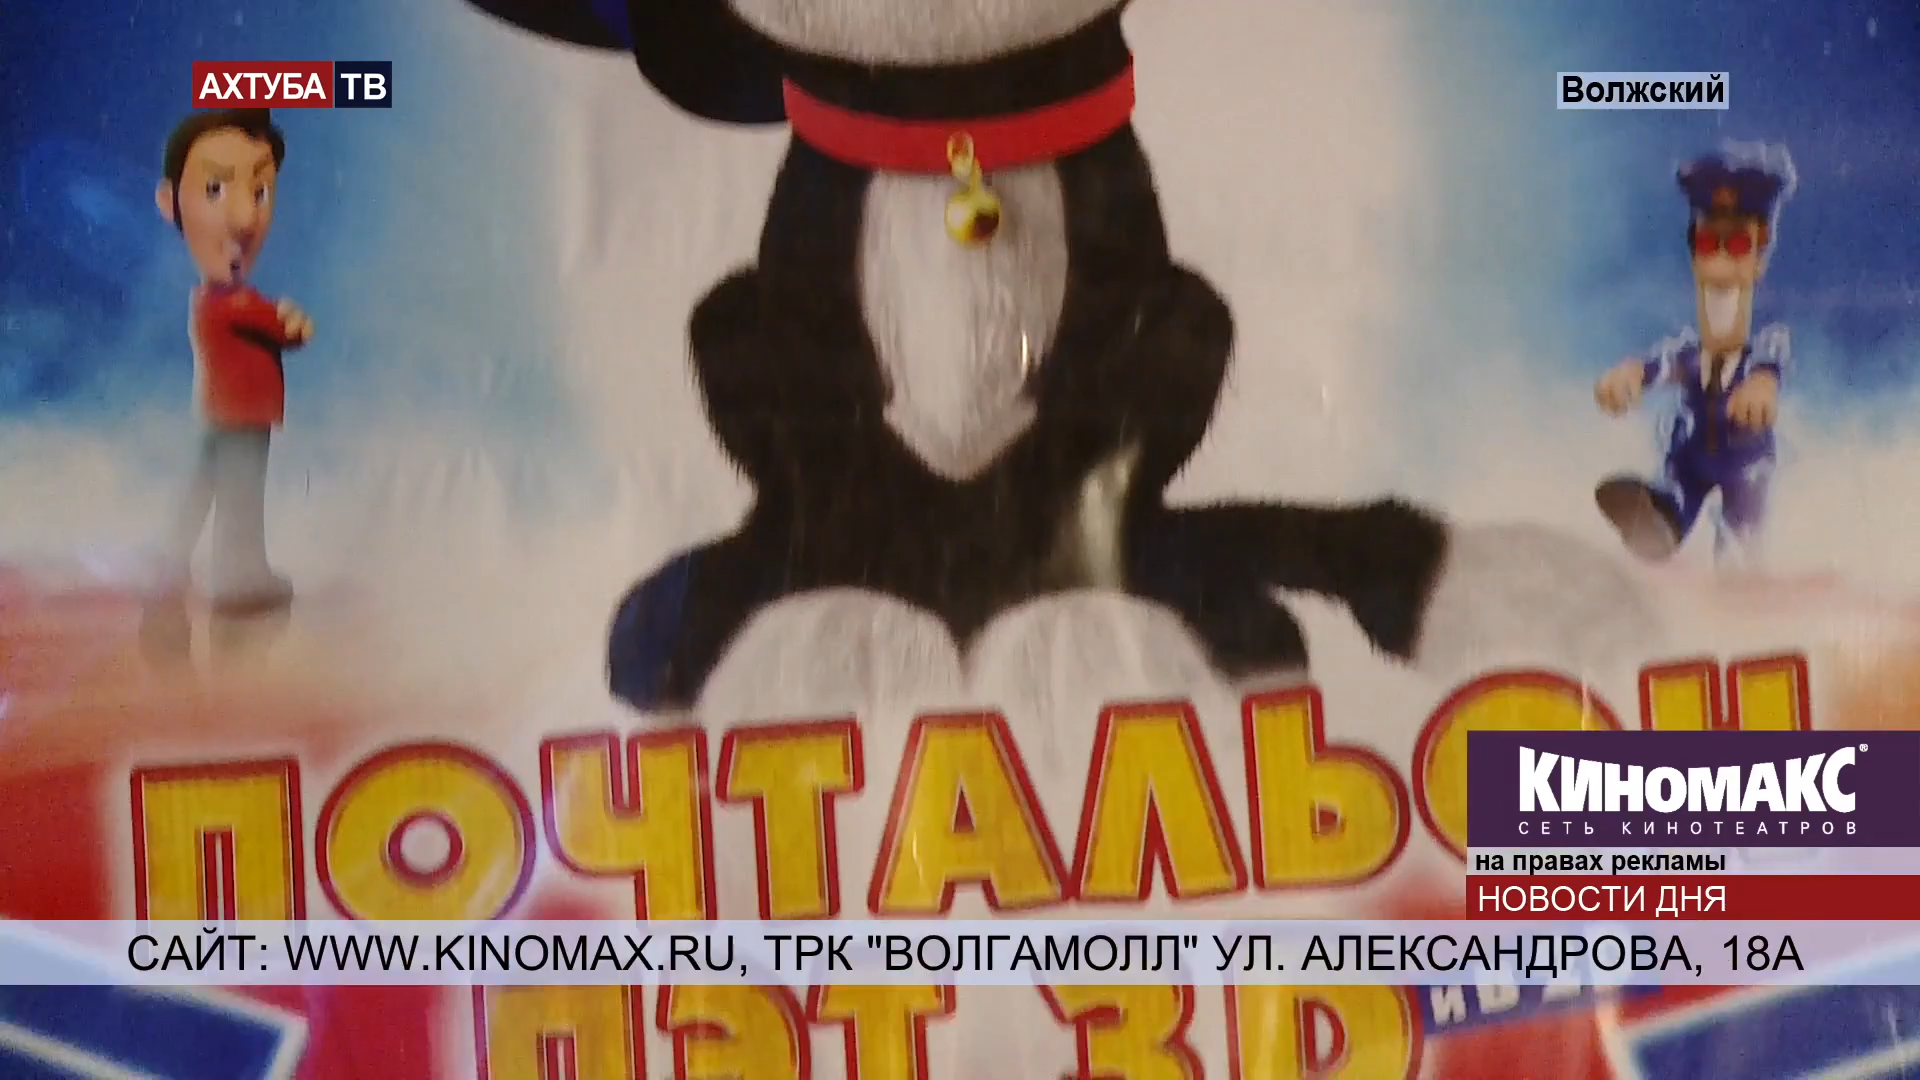 АХТУБА ТВ
Волжский
ПОЧТАЛЬОН
КИНОМАКС®
СЕТЬ КИНОТЕАТРОВ
на правах рекламы
НОВОСТИ ДНЯ
САЙТ: WWW.KINOMAX.RU, ТРК "ВОЛГАМОЛЛ" УЛ. АЛЕКСАНДРОВА, 18А
ПЭТ 3D